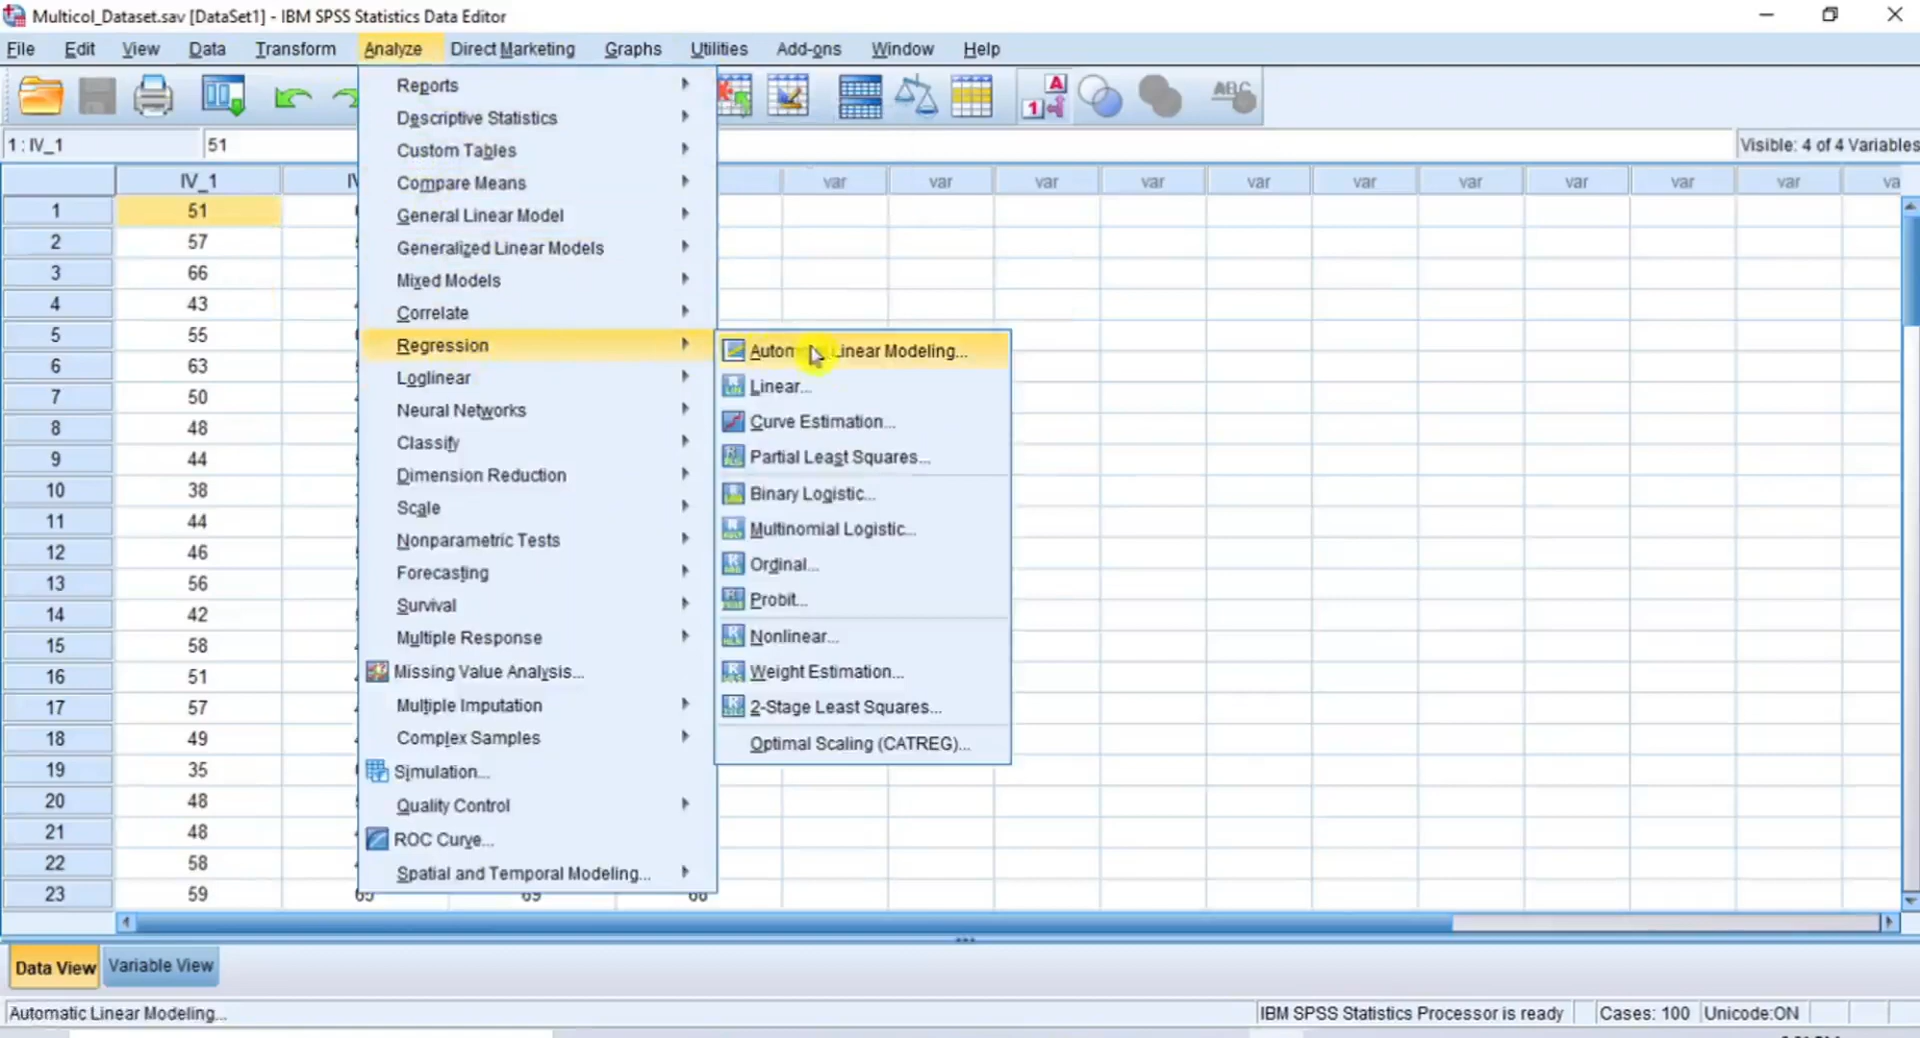 Multicol_Dataset.sav [DataSet1] - IBM SPSS Statistics Data Editor
File Edit View Data Transform Analyze Direct Marketing Graphs Utilities Add-ons Window Help
1 : IV_1 51 Visible: 4 of 4 Variables
IV_1 var var var var var var var var var var
1 51
2 57
3 66
4 43
5 55
6 63
7 50
8 48
9 44
10 38
11 44
12 46
13 56
14 42
15 58
16 51
17 57
18 49
19 35
20 48
21 48
22 58
23 59 65 69 66
Reports
Descriptive Statistics
Custom Tables
Compare Means
General Linear Model
Generalized Linear Models
Mixed Models
Correlate
Regression
Loglinear
Neural Networks
Classify
Dimension Reduction
Scale
Nonparametric Tests
Forecasting
Survival
Multiple Response
Missing Value Analysis...
Multiple Imputation
Complex Samples
Simulation...
Quality Control
ROC Curve...
Spatial and Temporal Modeling...
Automatic Linear Modeling...
Linear...
Curve Estimation...
Partial Least Squares...
Binary Logistic...
Multinomial Logistic...
Ordinal...
Probit...
Nonlinear...
Weight Estimation...
2-Stage Least Squares...
Optimal Scaling (CATREG)...
Data View Variable View
Automatic Linear Modeling... IBM SPSS Statistics Processor is ready Cases: 100 Unicode:ON